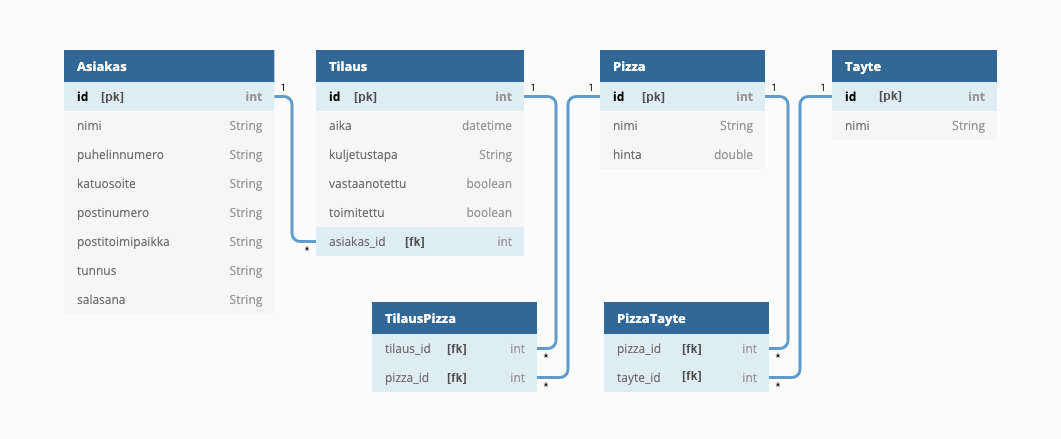 Asiakas
id [pk] int
nimi String
puhelinnumero String
katuosoite String
postinumero String
postitoimipaikka String
tunnus String
salasana String
1
*
Tilaus
id [pk] int
aika datetime
kuljetustapa String
vastaanotettu boolean
toimitettu boolean
asiakas_id [fk] int
1
1
Pizza
id [pk] int
nimi String
hinta double
1
1
Tayte
id [pk] int
nimi String
TilausPizza
tilaus_id [fk] int
pizza_id [fk] int
*
*
PizzaTayte
pizza_id [fk] int
tayte_id [fk] int
*
*